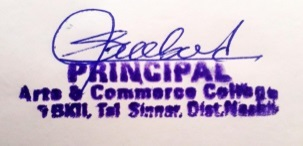 PRINCIPAL
Arts & Commerce College
Tal Sinnar, Dist. Nashik